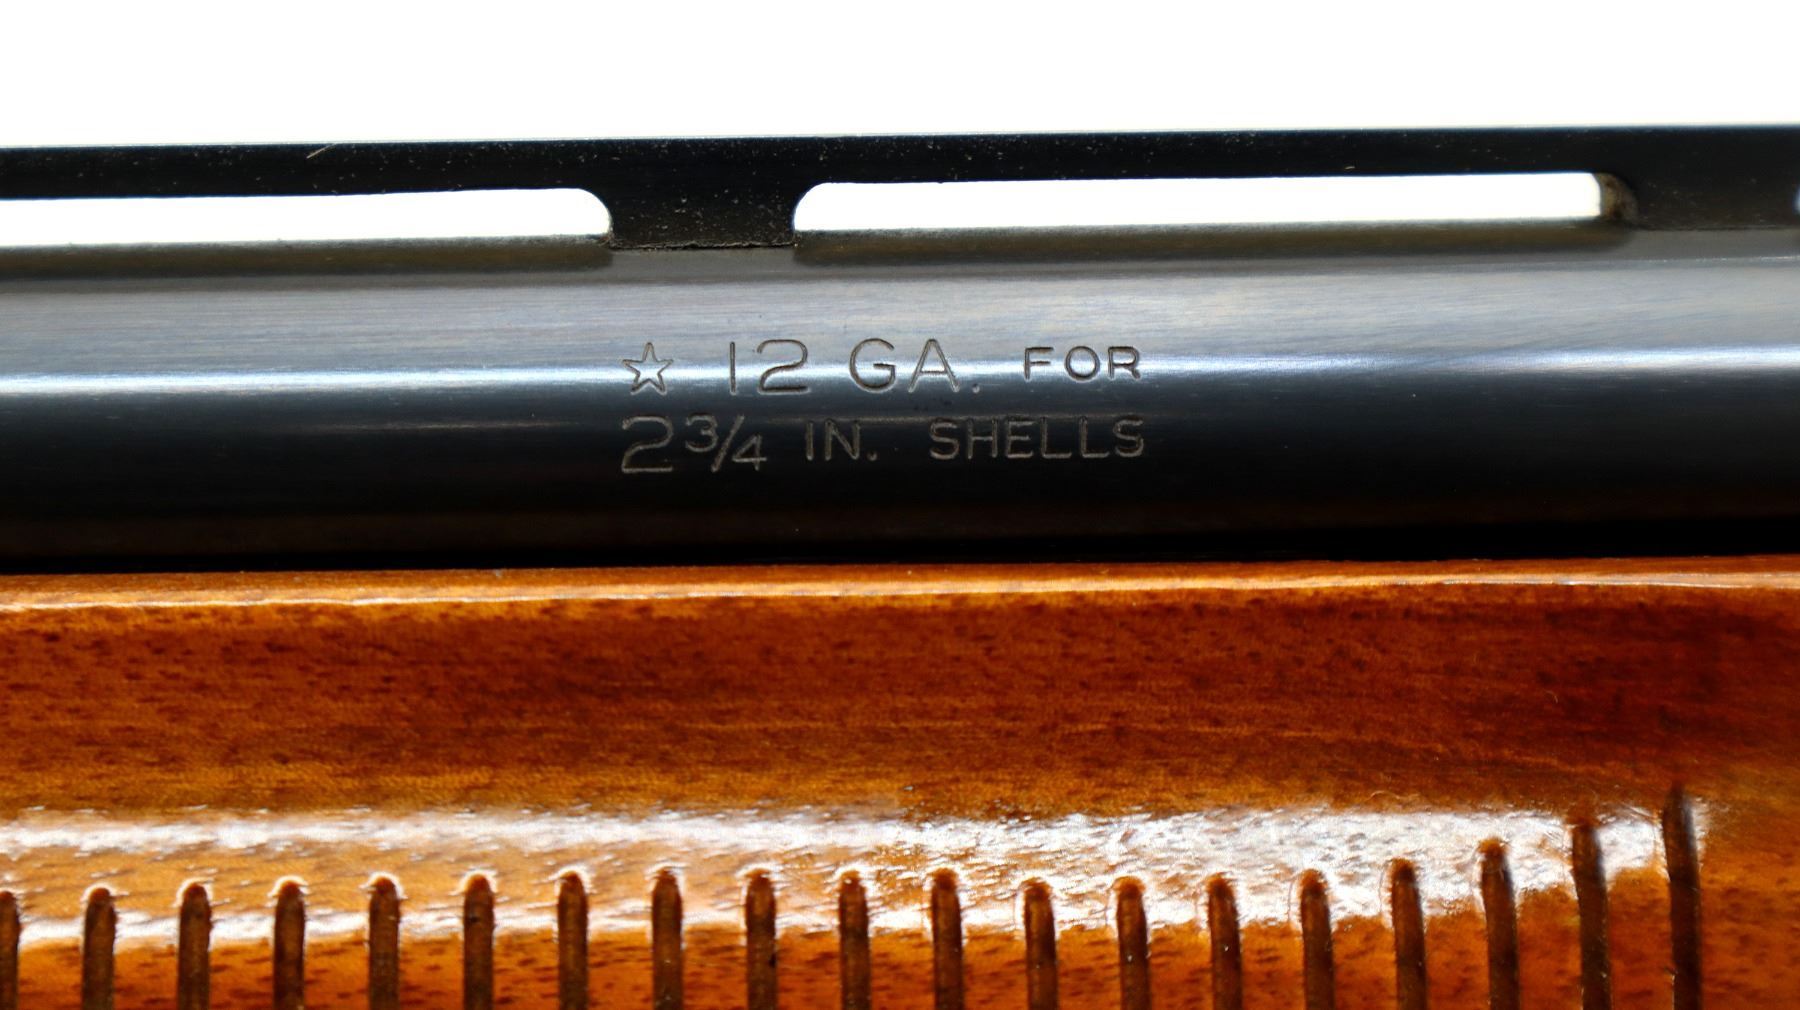 ☆ 12 GA. FOR
2¾ IN. SHELLS